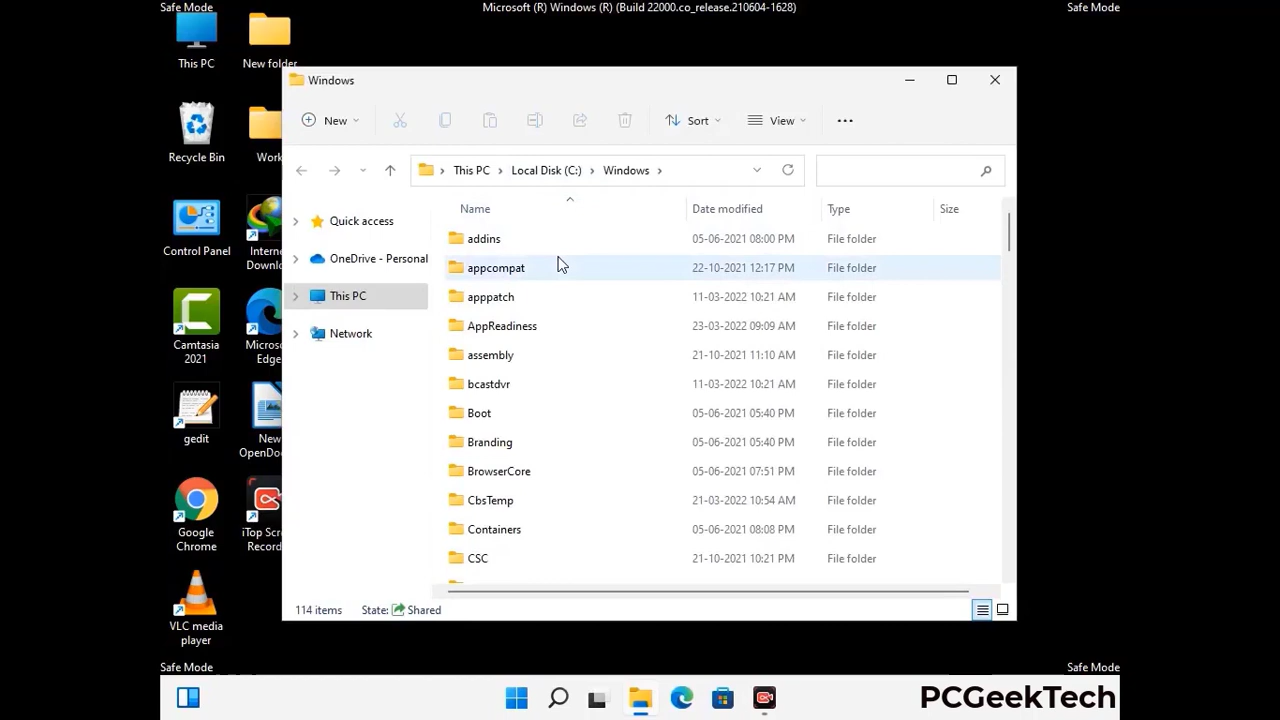 Safe Mode
Microsoft (R) Windows (R) (Build 22000.co_release.210604-1628)
Safe Mode
This PC
New folder
Recycle Bin
Work
Control Panel
Internet
Downlo
Camtasia
2021
Micros
Edge
gedit
New
OpenDoc
Google
Chrome
iTop Scr
Record
VLC media
player
Windows
New
Sort
View
This PC
Local Disk (C:)
Windows
Quick access
OneDrive - Personal
This PC
Network
Name Date modified Type Size
addins 05-06-2021 08:00 PM File folder
appcompat 22-10-2021 12:17 PM File folder
apppatch 11-03-2022 10:21 AM File folder
AppReadiness 23-03-2022 09:09 AM File folder
assembly 21-10-2021 11:10 AM File folder
bcastdvr 11-03-2022 10:21 AM File folder
Boot 05-06-2021 05:40 PM File folder
Branding 05-06-2021 05:40 PM File folder
BrowserCore 05-06-2021 07:51 PM File folder
CbsTemp 21-03-2022 10:54 AM File folder
Containers 05-06-2021 08:08 PM File folder
CSC 21-10-2021 10:21 PM File folder
114 items State: Shared
Safe Mode
Safe Mode
PCGeekTech